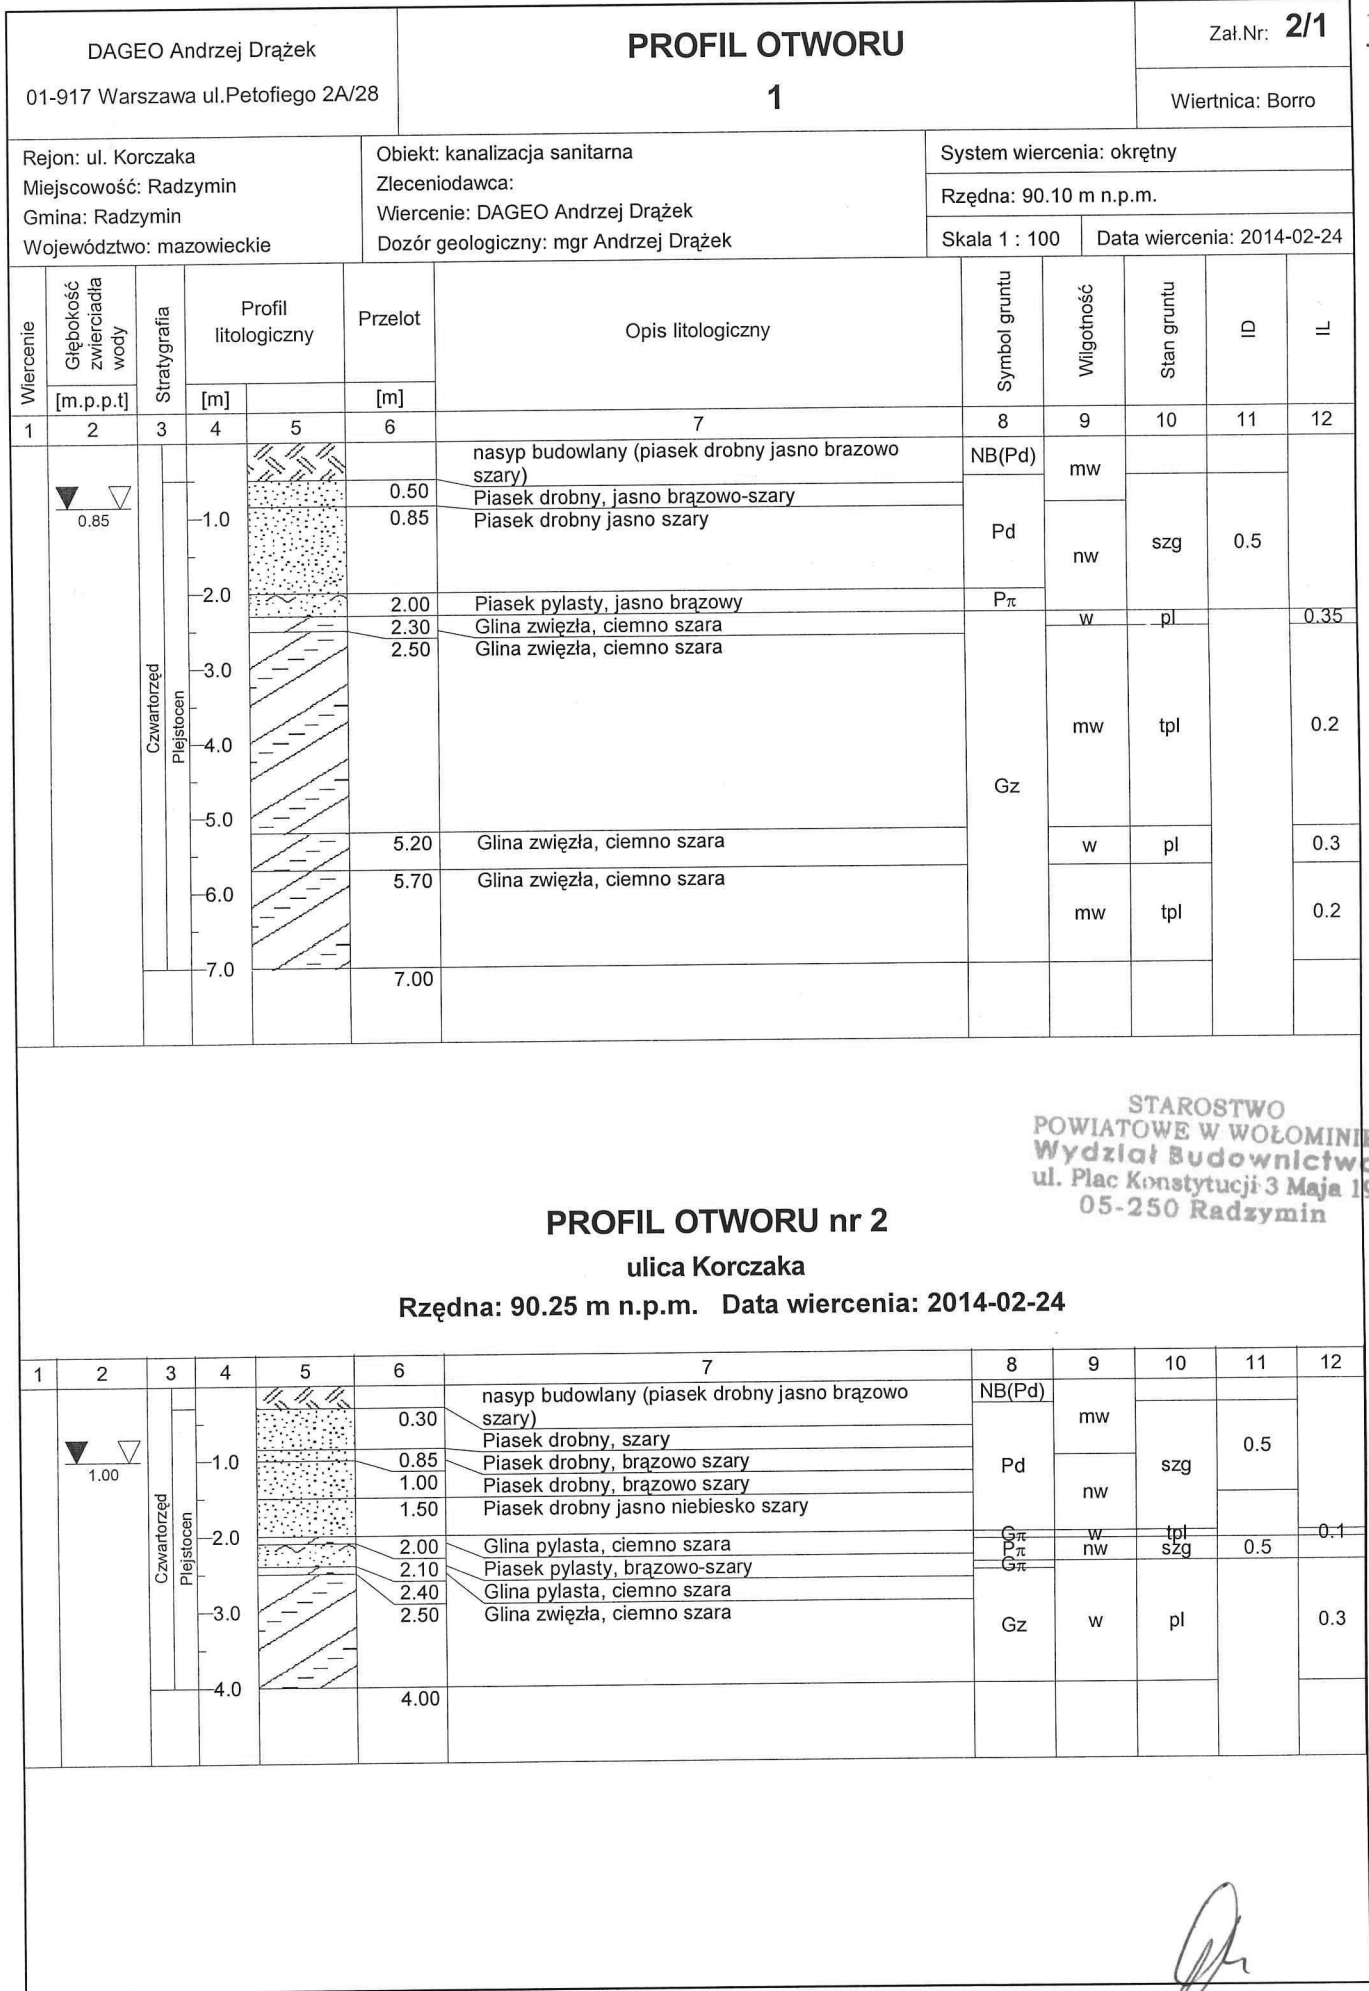 DAGEO Andrzej Drążek
01-917 Warszawa ul.Petofiego 2A/28
PROFIL OTWORU
1
Zał.Nr: 2/1
Wiertnica: Borro
Rejon: ul. Korczaka
Miejscowość: Radzymin
Gmina: Radzymin
Województwo: mazowieckie
Obiekt: kanalizacja sanitarna
Zleceniodawca:
Wiercenie: DAGEO Andrzej Drążek
Dozór geologiczny: mgr Andrzej Drążek
System wiercenia: okrętny
Rzędna: 90.10 m n.p.m.
Skala 1 : 100 Data wiercenia: 2014-02-24
Wiercenie
Głębokość zwierciadła wody
[m.p.p.t]
Stratygrafia
Profil litologiczny
[m]
Przelot
[m]
Opis litologiczny
Symbol gruntu
Wilgotność
Stan gruntu
ID
IL
1 2 3 4 5 6 7 8 9 10 11 12
nasyp budowlany (piasek drobny jasno brazowo
szary)
NB(Pd) mw
0.50 Piasek drobny, jasno brązowo-szary
0.85 -1.0 0.85 Piasek drobny jasno szary
Pd nw szg 0.5
-2.0 2.00 Piasek pylasty, jasno brązowy Pπ
2.30 Glina zwięzła, ciemno szara w pl 0.35
2.50 Glina zwięzła, ciemno szara
-3.0
Czwartorzęd
Plejstocen
-4.0 mw tpl 0.2
Gz
-5.0
5.20 Glina zwięzła, ciemno szara w pl 0.3
5.70 Glina zwięzła, ciemno szara
-6.0 mw tpl 0.2
-7.0 7.00
STAROSTWO
POWIATOWE W WOŁOMINIE
Wydział Budownictwa
ul. Plac Konstytucji 3 Maja 19
05-250 Radzymin
PROFIL OTWORU nr 2
ulica Korczaka
Rzędna: 90.25 m n.p.m. Data wiercenia: 2014-02-24
1 2 3 4 5 6 7 8 9 10 11 12
nasyp budowlany (piasek drobny jasno brązowo
szary)
NB(Pd) mw
0.30 Piasek drobny, szary
0.5
1.00 -1.0 0.85 Piasek drobny, brązowo szary Pd szg
1.00 Piasek drobny, brązowo szary nw
1.50 Piasek drobny jasno niebiesko szary
-2.0 2.00 Glina pylasta, ciemno szara Gπ w tpl 0.1
2.10 Piasek pylasty, brązowo-szary Pπ nw szg 0.5
2.40 Glina pylasta, ciemno szara Gπ
Czwartorzęd
Plejstocen
-3.0 2.50 Glina zwięzła, ciemno szara Gz w pl 0.3
-4.0 4.00